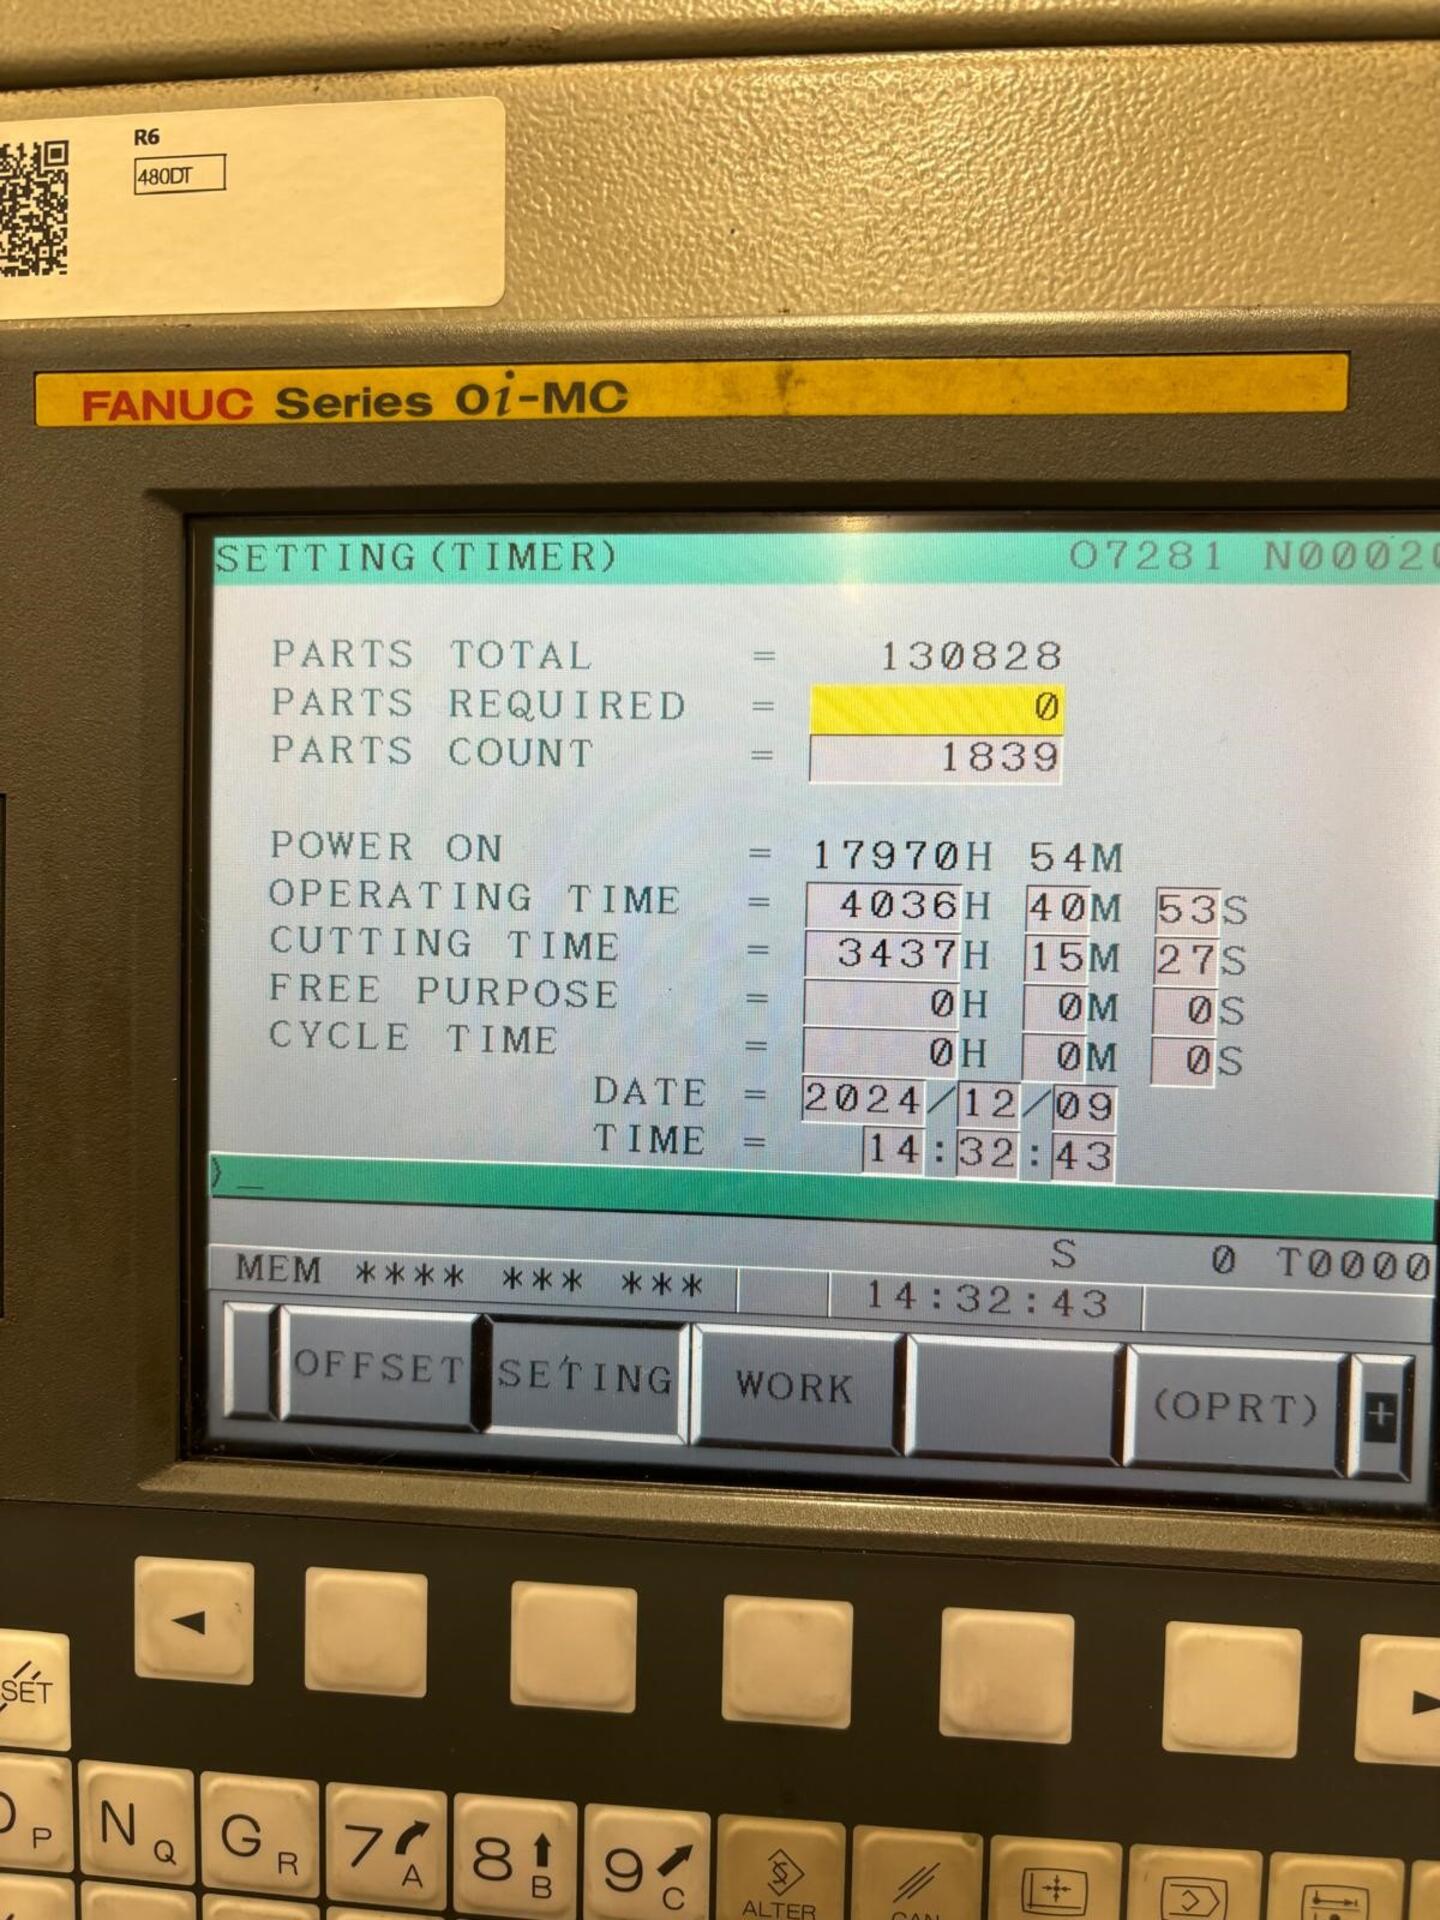 R6
480DT
FANUC Series 0i-MC
SETTING(TIMER) O7281 N0002
PARTS TOTAL = 130828
PARTS REQUIRED = 0
PARTS COUNT = 1839
POWER ON = 17970H 54M
OPERATING TIME = 4036H 40M 53S
CUTTING TIME = 3437H 15M 27S
FREE PURPOSE = 0H 0M 0S
CYCLE TIME = 0H 0M 0S
DATE = 2024/12/09
TIME = 14:32:43
>_
S 0 T0000
MEM **** *** *** 14:32:43
OFFSET SETING WORK (OPRT) +
SET
P N Q G R 7 A 8 B 9 C ALTER CAN